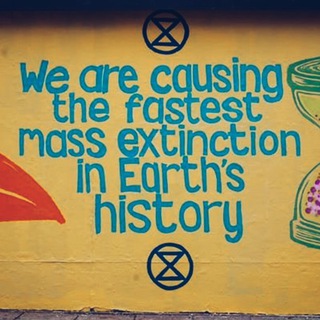 We are causing
the fastest
mass extinction
in Earth's
history